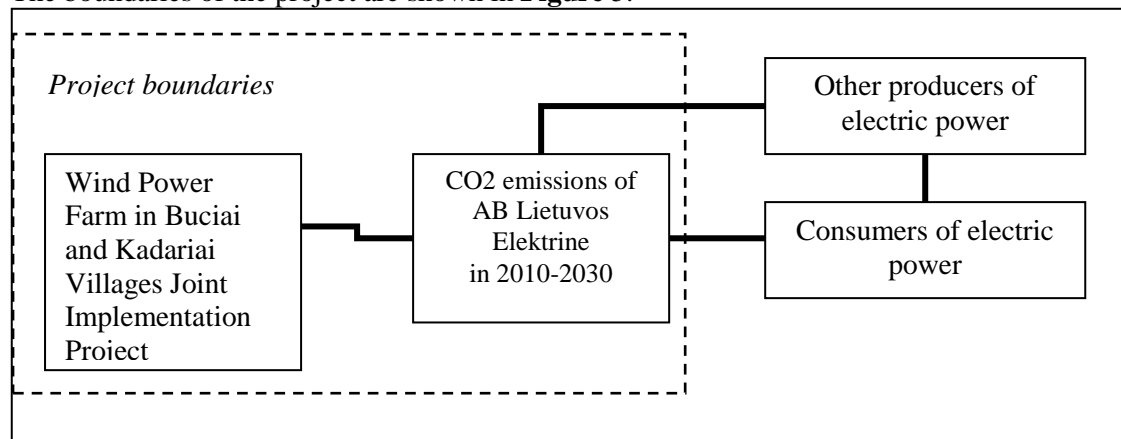 The boundaries of the project are shown in Figure 3.
Project boundaries
Wind Power
Farm in Buciai
and Kadariai
Villages Joint
Implementation
Project
CO2 emissions of
AB Lietuvos
Elektrine
in 2010-2030
Other producers of
electric power
Consumers of electric
power